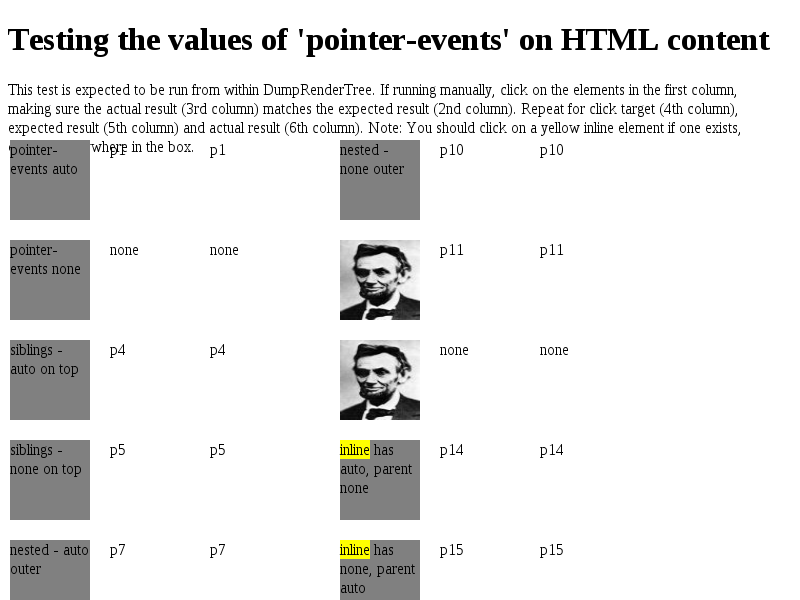 Testing the values of 'pointer-events' on HTML content
This test is expected to be run from within DumpRenderTree. If running manually, click on the elements in the first column,
making sure the actual result (3rd column) matches the expected result (2nd column). Repeat for click target (4th column),
expected result (5th column) and actual result (6th column). Note: You should click on a yellow inline element if one exists,
where in the box.
pointer- p1 p1 nested - p10 p10
events auto none outer
pointer- none none p11 p11
events none
siblings - p4 p4 none none
auto on top
siblings - p5 p5 inline has p14 p14
none on top auto, parent
none
nested - auto p7 p7 inline has p15 p15
outer none, parent
auto